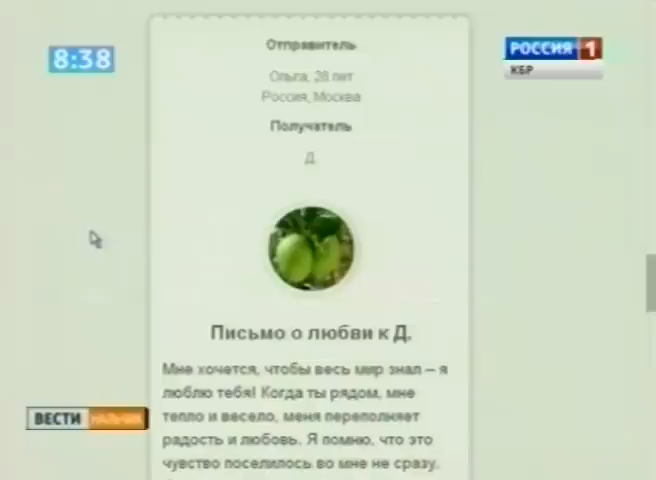 8:38
РОССИЯ 1
КБР
Отправитель
Ольга, 28 лет
Россия, Москва
Получатель
Д.
Письмо о любви к Д.
Мне хочется, чтобы весь мир знал – я
люблю тебя! Когда ты рядом, мне
тепло и весело, меня переполняет
радость и любовь. Я помню, что это
чувство поселилось во мне не сразу.
ВЕСТИ
НАЛЬЧИК